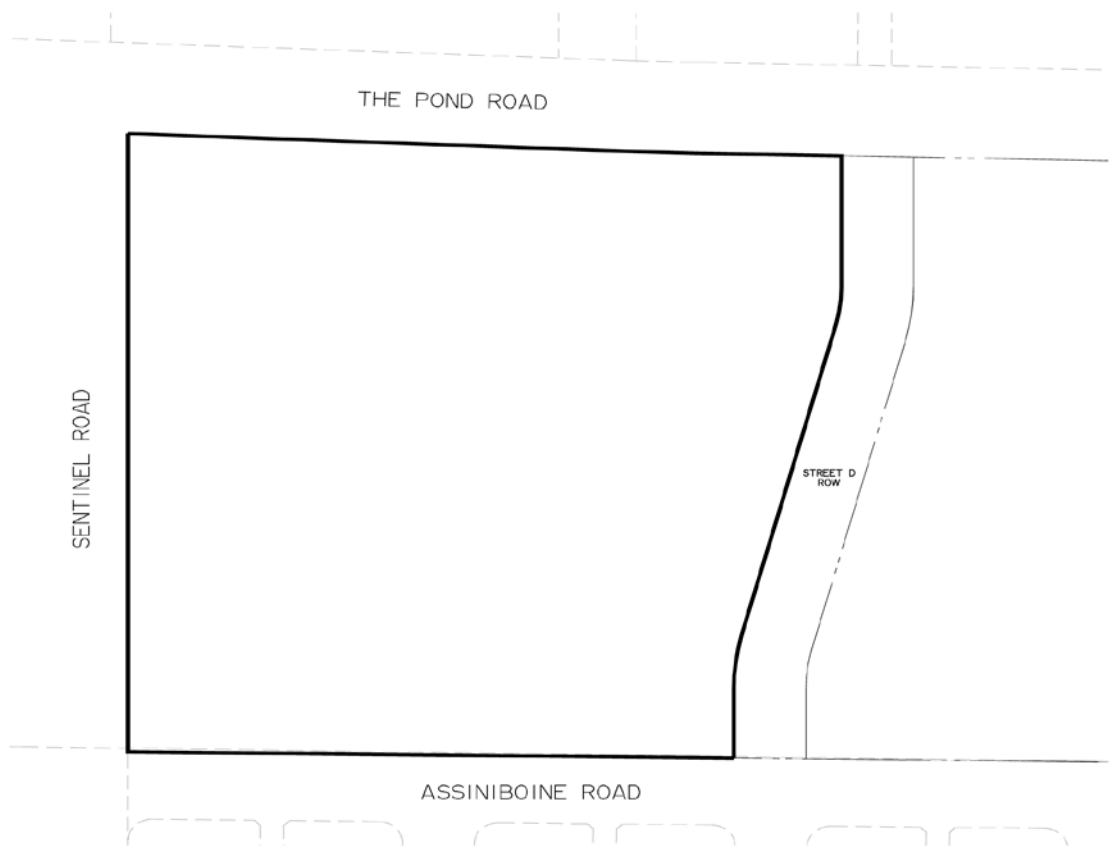 THE POND ROAD
SENTINEL ROAD
STREET D
ROW
ASSINIBOINE ROAD